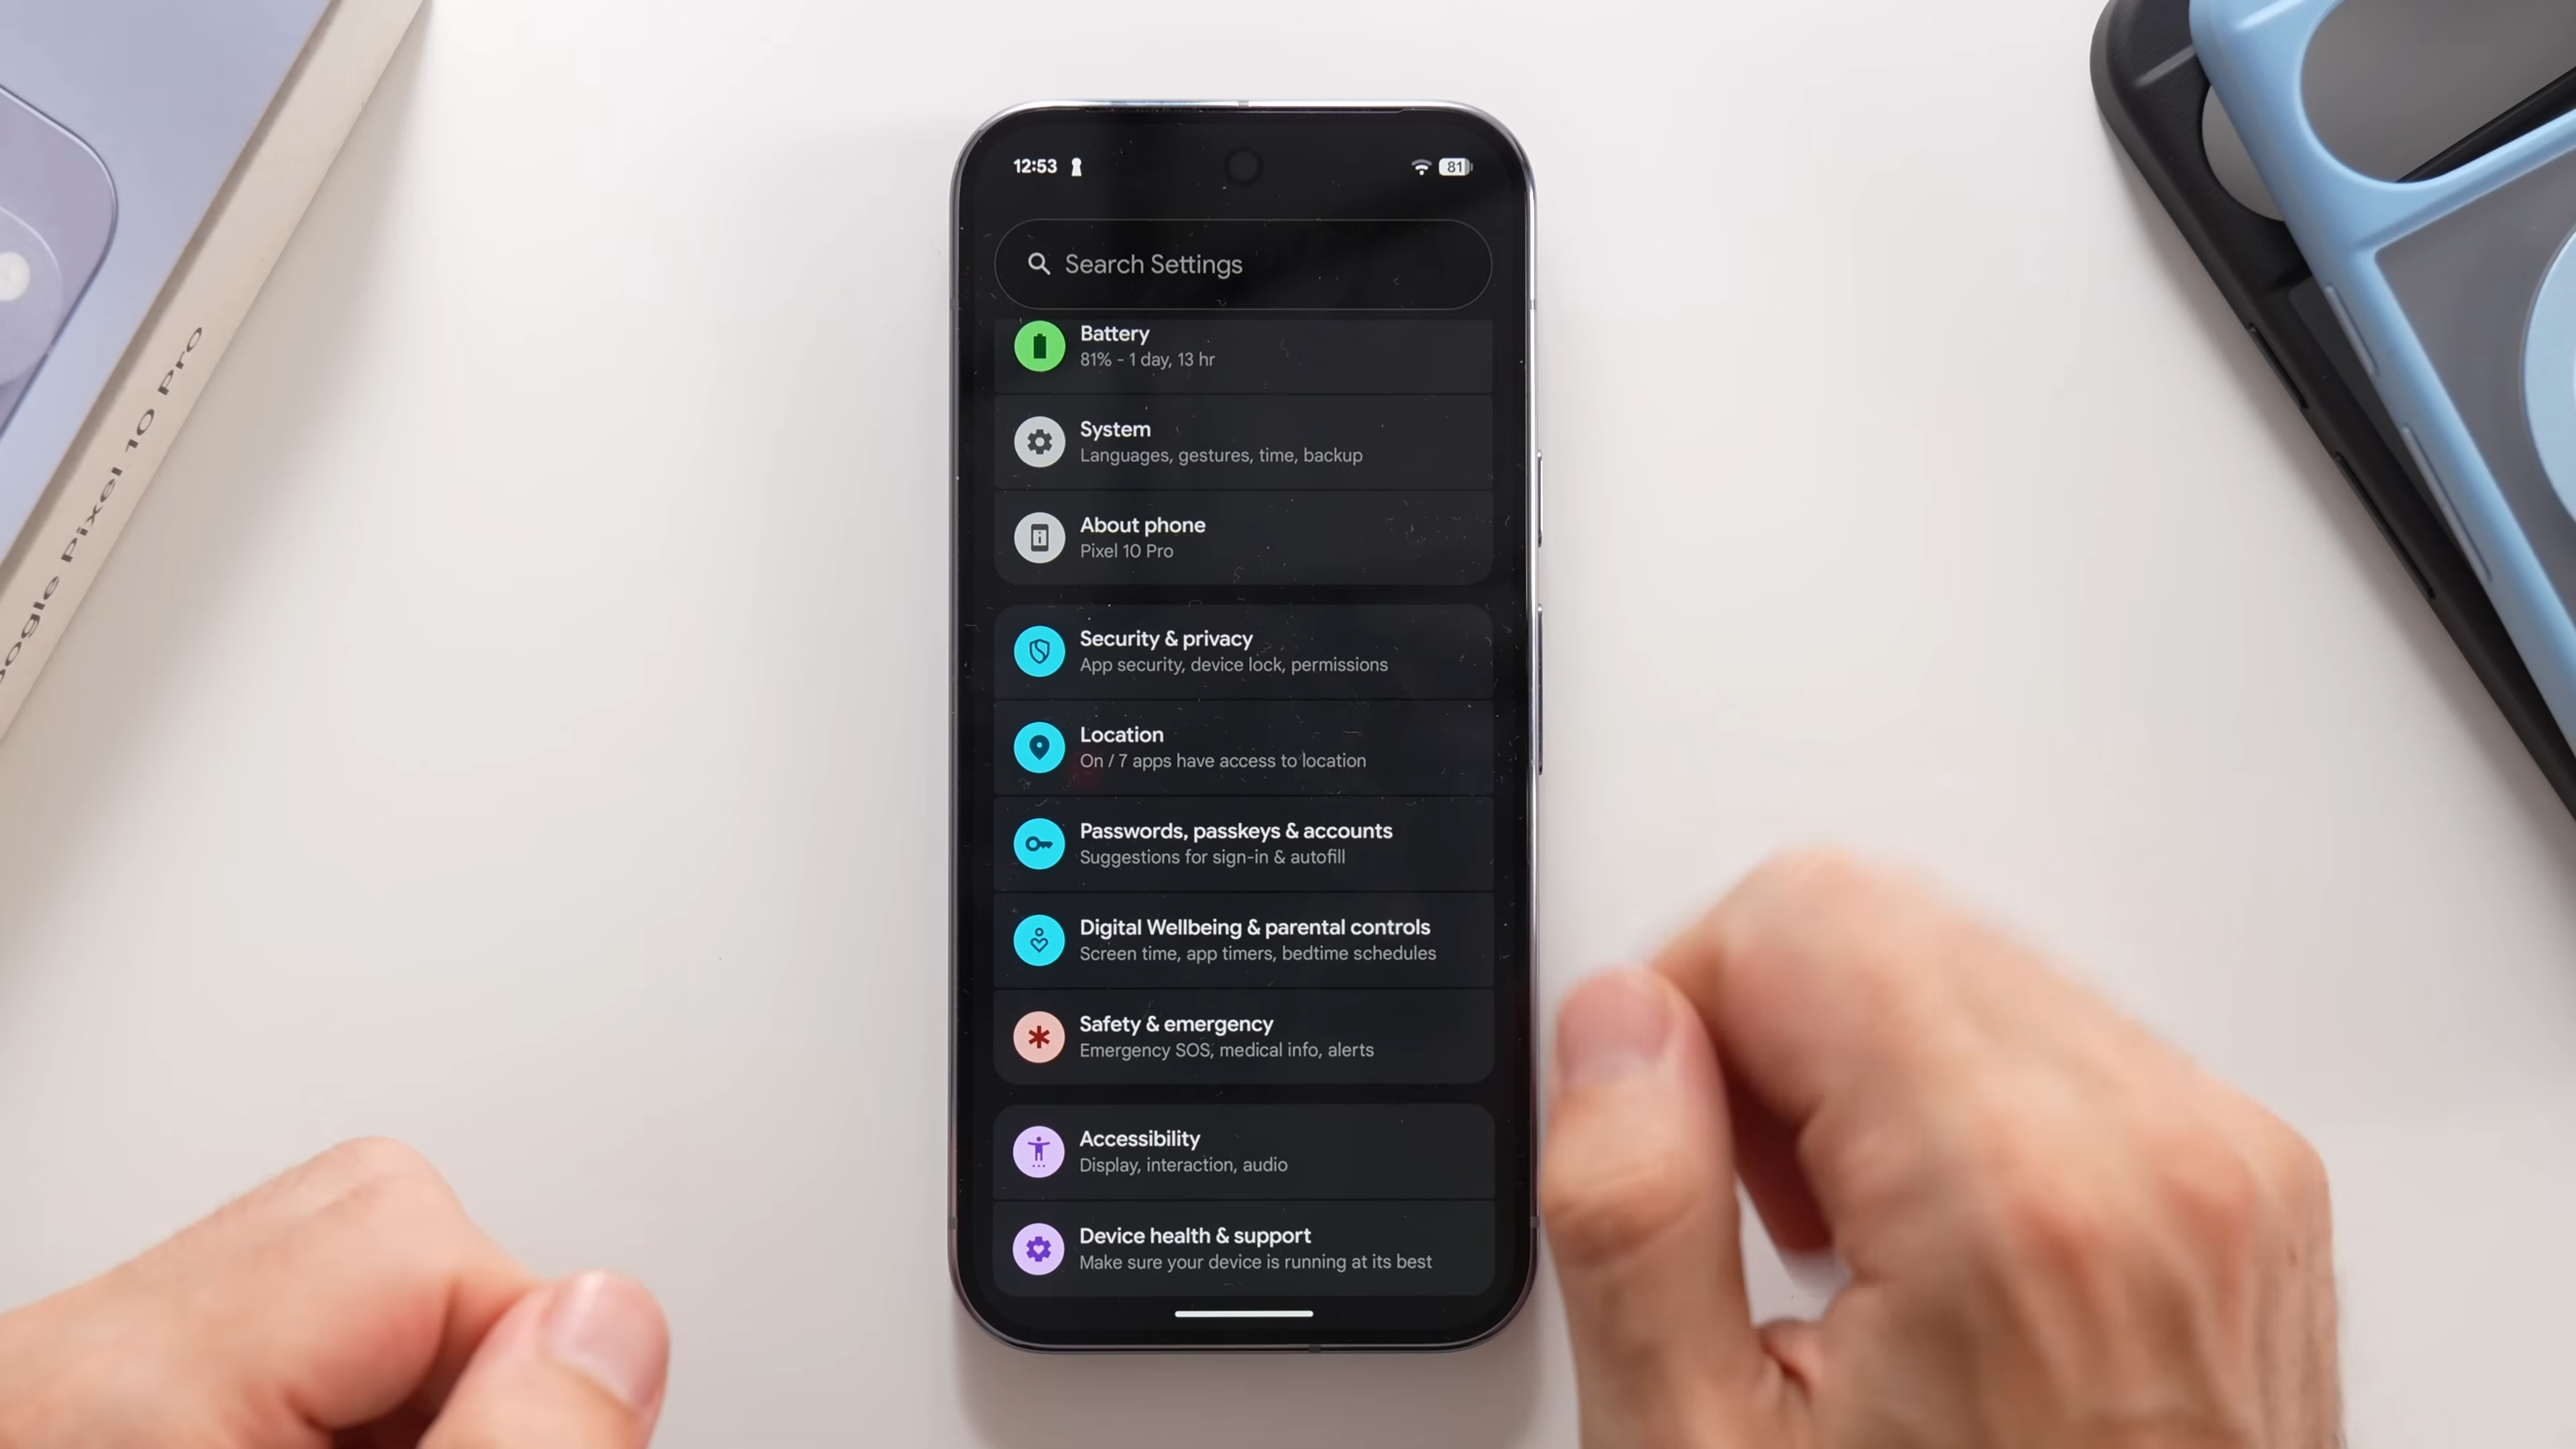 Google Pixel 10 Pro
12:53
81
Search Settings
Battery
81% - 1 day, 13 hr
System
Languages, gestures, time, backup
About phone
Pixel 10 Pro
Security & privacy
App security, device lock, permissions
Location
On / 7 apps have access to location
Passwords, passkeys & accounts
Suggestions for sign-in & autofill
Digital Wellbeing & parental controls
Screen time, app timers, bedtime schedules
Safety & emergency
Emergency SOS, medical info, alerts
Accessibility
Display, interaction, audio
Device health & support
Make sure your device is running at its best